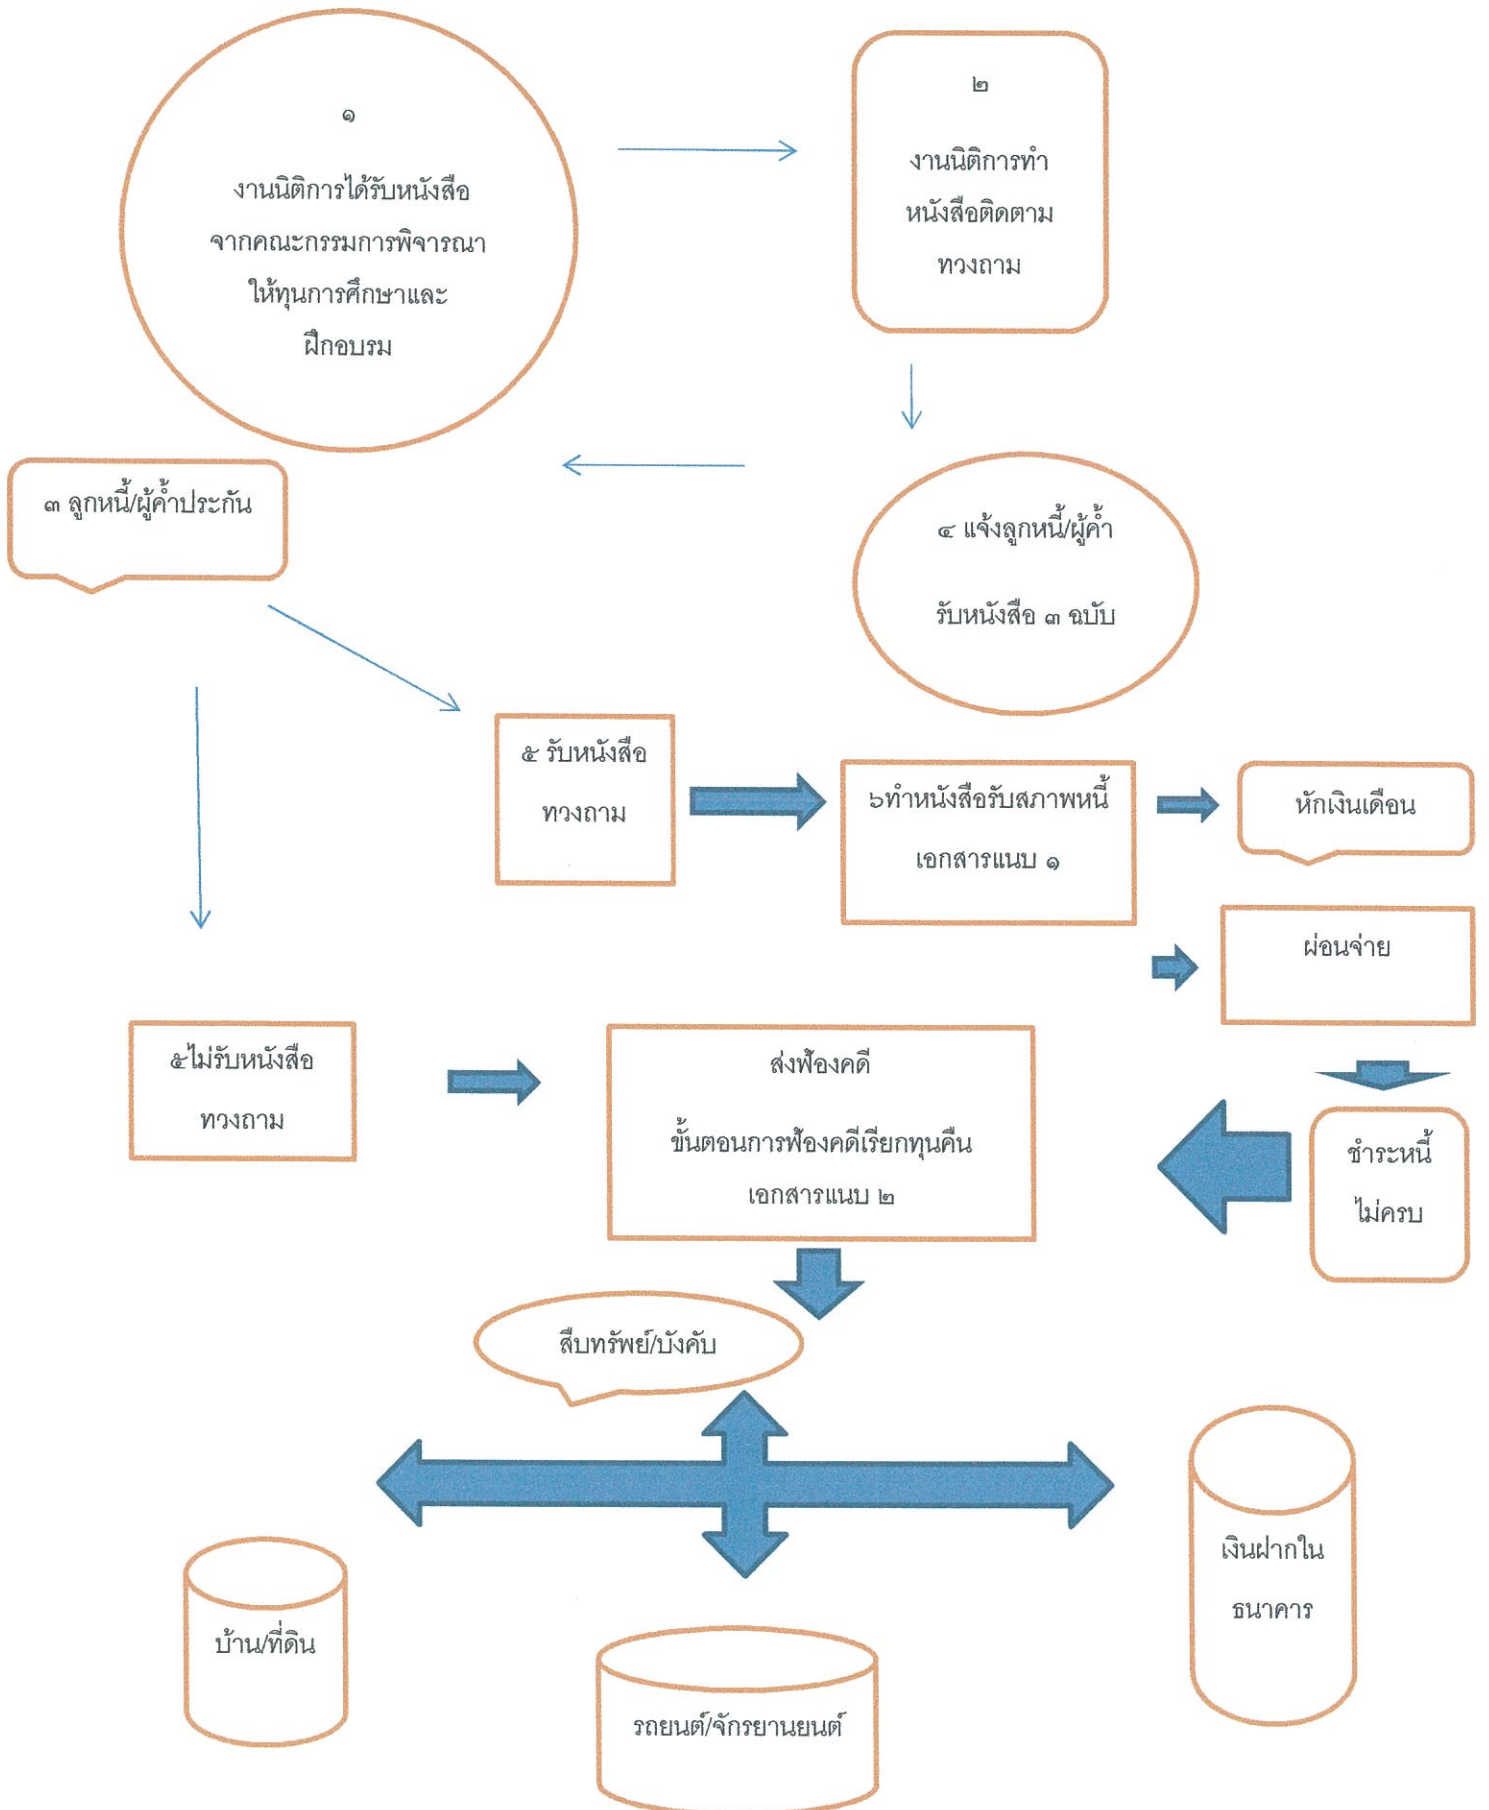 ๑
งานนิติการได้รับหนังสือ
จากคณะกรรมการพิจารณา
ให้ทุนการศึกษาและ
ฝึกอบรม
๒
งานนิติการทำ
หนังสือติดตาม
ทวงถาม
๓ ลูกหนี้/ผู้ค้ำประกัน
๔ แจ้งลูกหนี้/ผู้ค้ำ
รับหนังสือ ๓ ฉบับ
๕ รับหนังสือ
ทวงถาม
๖ทำหนังสือรับสภาพหนี้
เอกสารแนบ ๑
หักเงินเดือน
ผ่อนจ่าย
๕ไม่รับหนังสือ
ทวงถาม
ส่งฟ้องคดี
ขั้นตอนการฟ้องคดีเรียกทุนคืน
เอกสารแนบ ๒
ชำระหนี้
ไม่ครบ
สืบทรัพย์/บังคับ
บ้าน/ที่ดิน
รถยนต์/จักรยานยนต์
เงินฝากใน
ธนาคาร